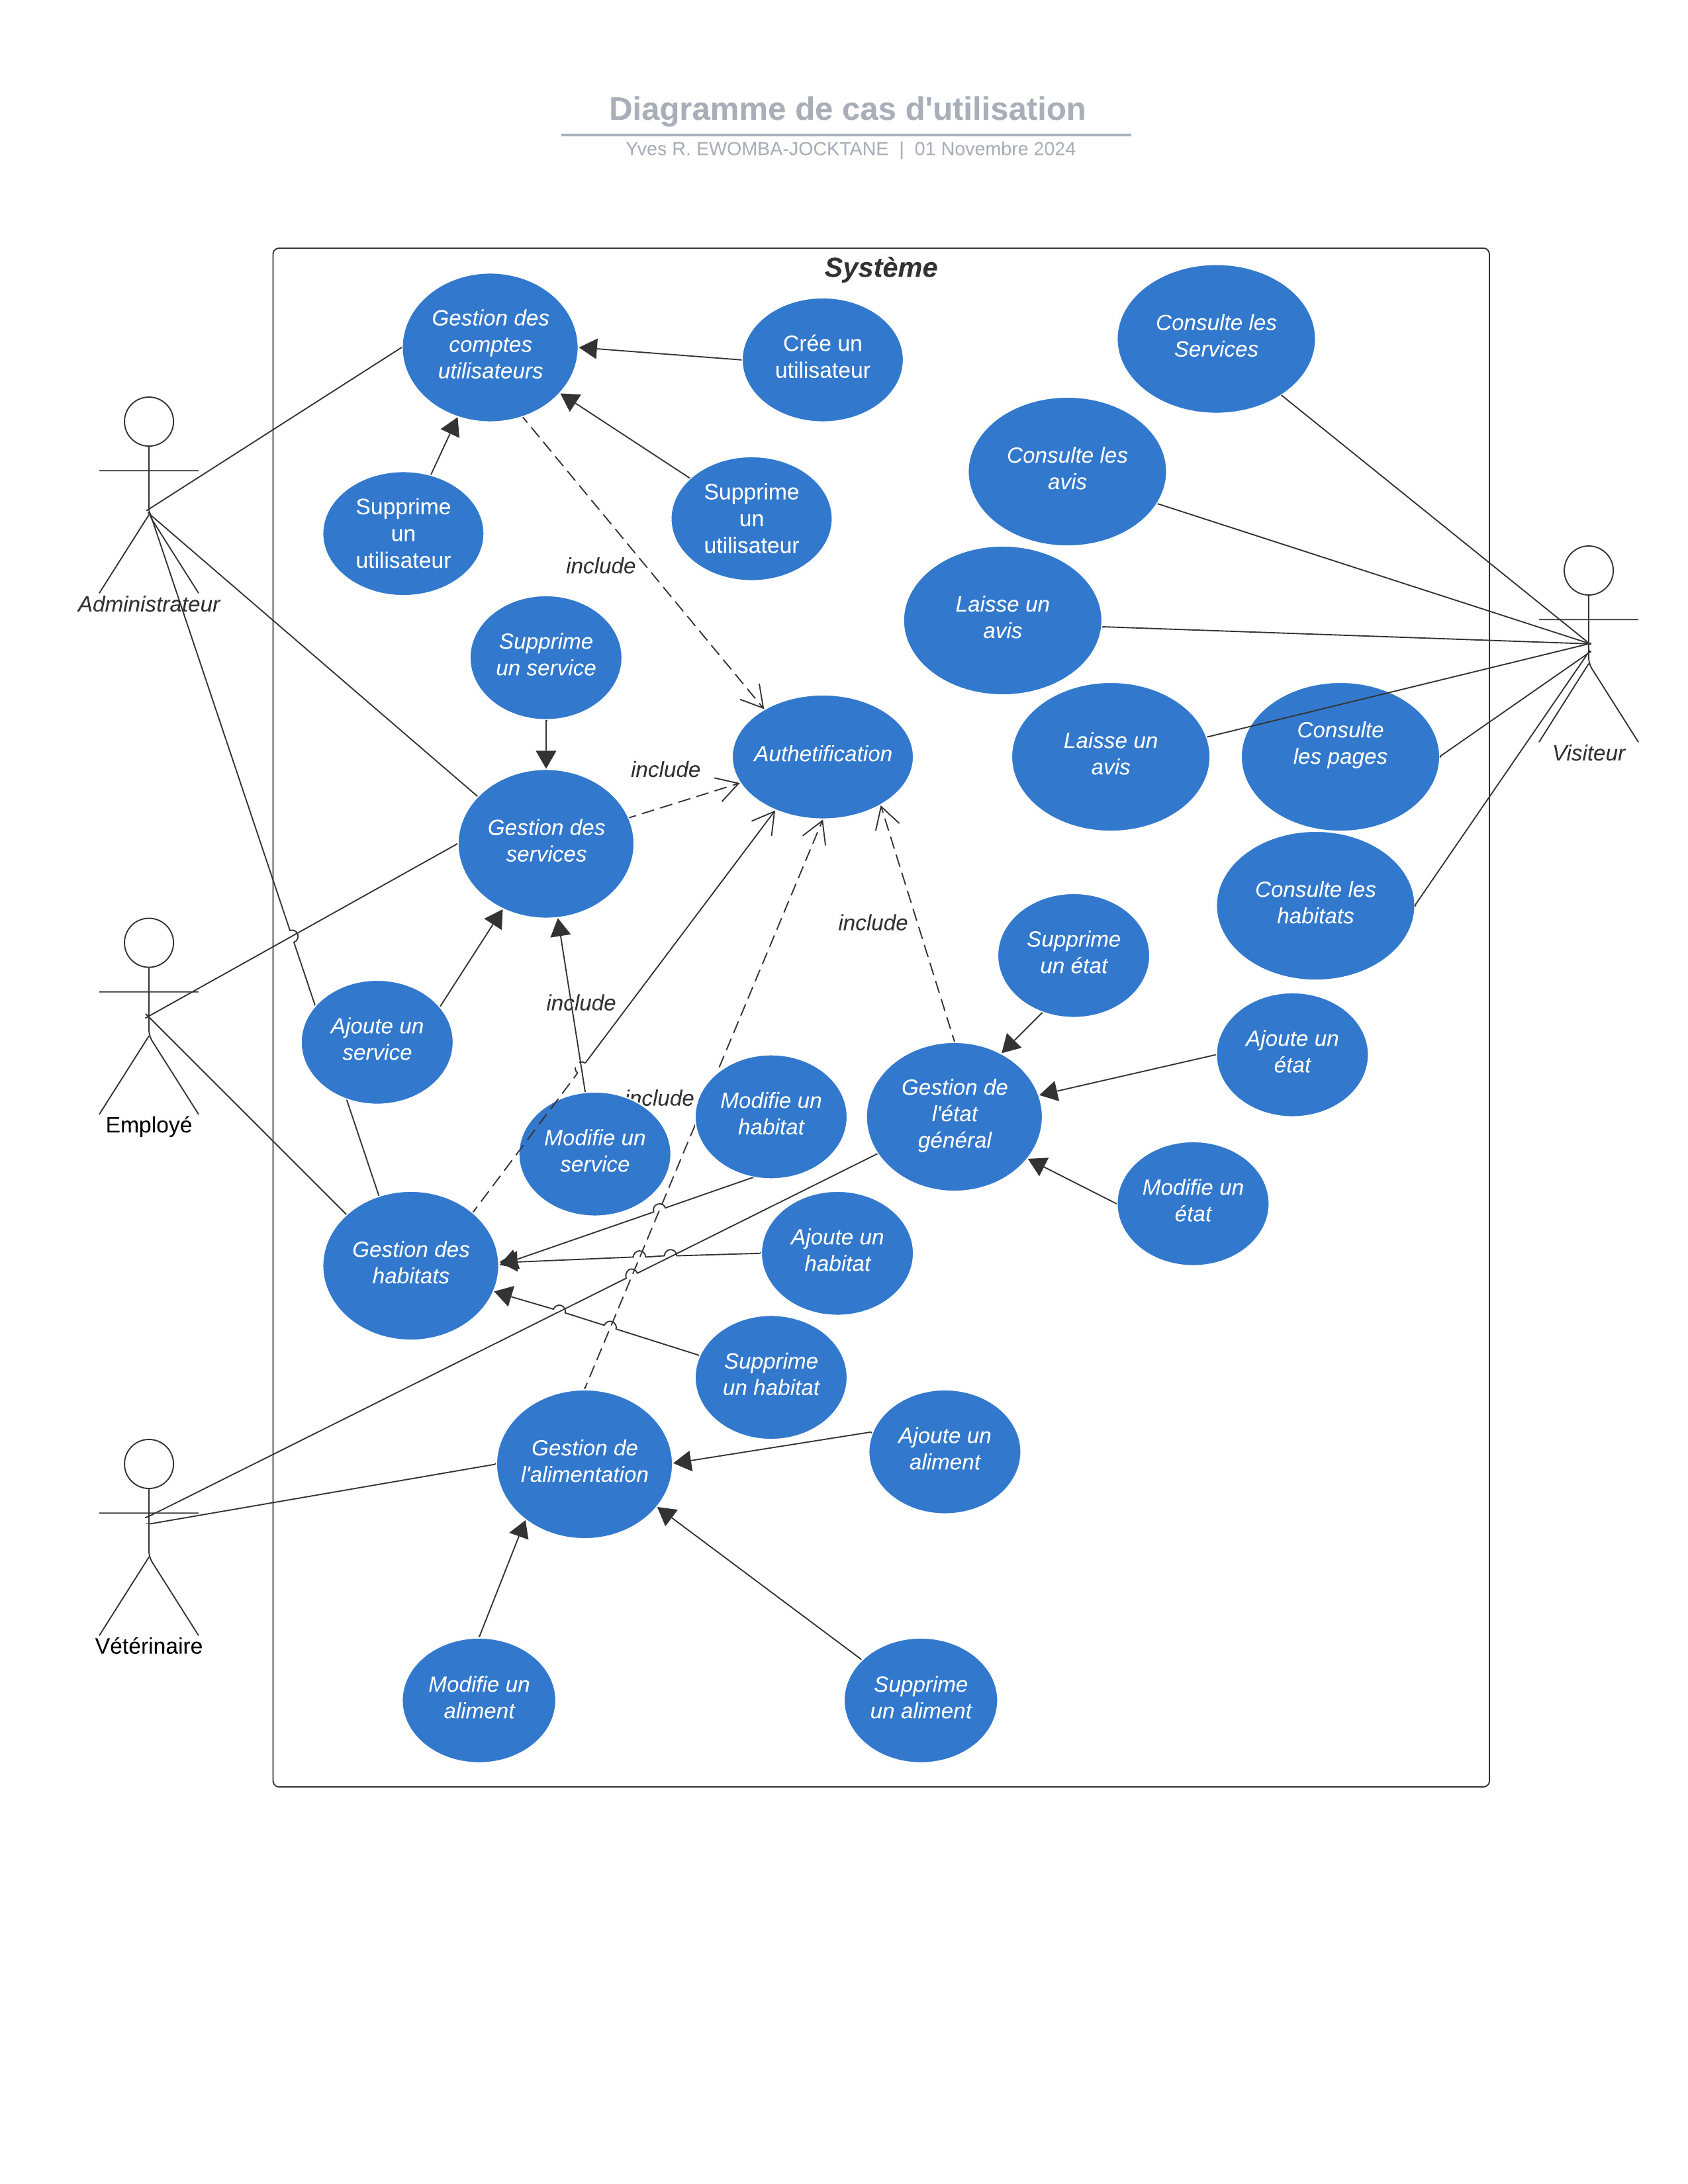 Diagramme de cas d'utilisation
Yves R. EWOMBA-JOCKTANE | 01 Novembre 2024
Système
Gestion des
comptes
utilisateurs
Crée un
utilisateur
Consulte les
Services
Supprime
un
utilisateur
Supprime
un
utilisateur
Consulte les
avis
include
Administrateur
Laisse un
avis
Supprime
un service
Authetification
Laisse un
avis
Consulte
les pages
Visiteur
include
Gestion des
services
Consulte les
habitats
include
Supprime
un état
include
Ajoute un
service
Ajoute un
état
Employé
include
Modifie un
habitat
Gestion de
l'état
général
Modifie un
service
Modifie un
état
Gestion des
habitats
Ajoute un
habitat
Supprime
un habitat
Gestion de
l'alimentation
Ajoute un
aliment
Vétérinaire
Modifie un
aliment
Supprime
un aliment